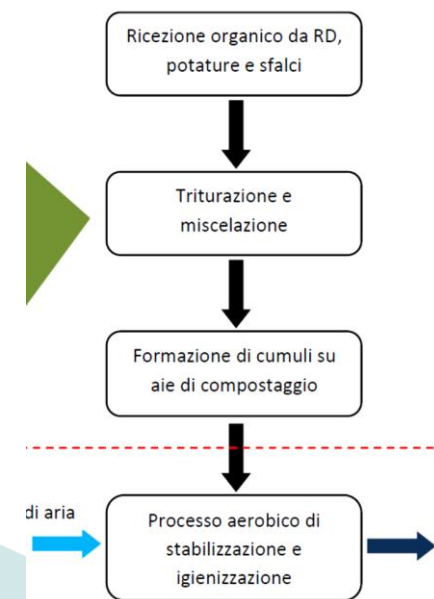 Ricezione organico da RD,
potature e sfalci
Triturazione e
miscelazione
Formazione di cumuli su
aie di compostaggio
di aria
Processo aerobico di
stabilizzazione e
igienizzazione